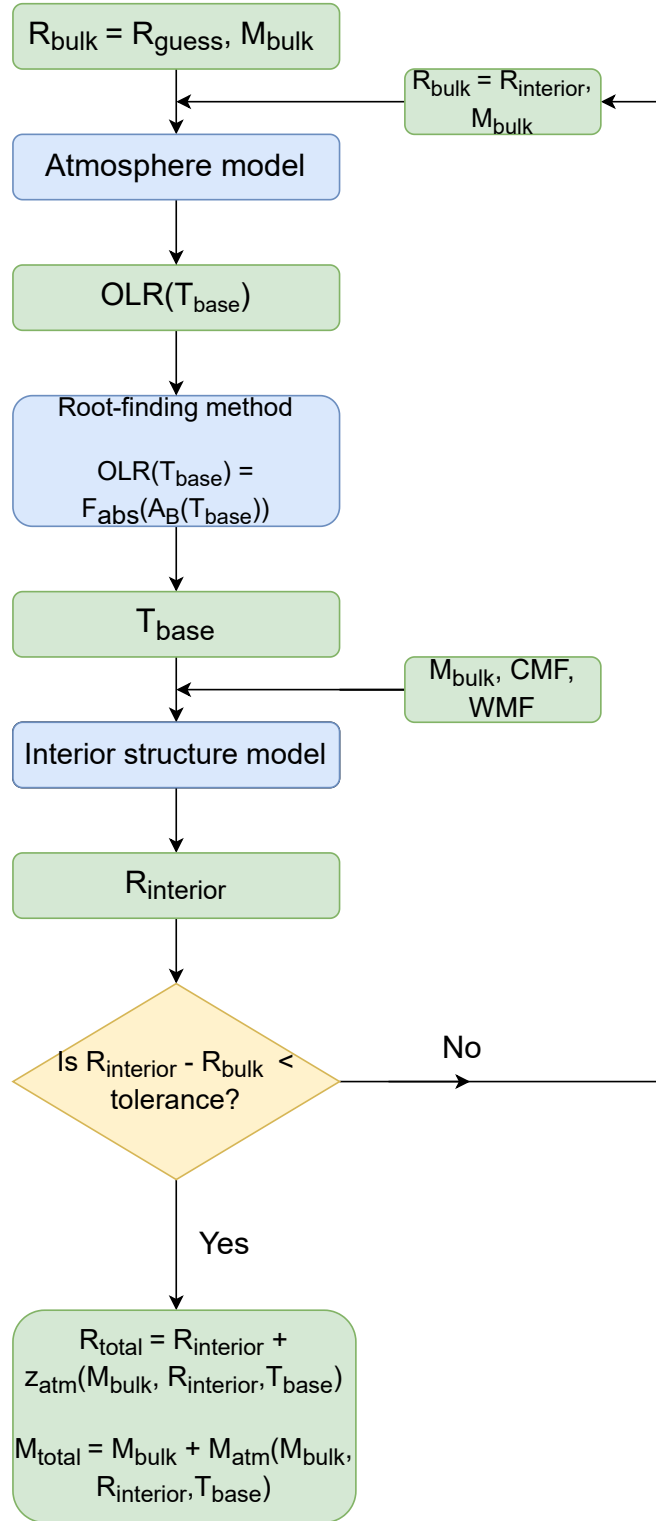 R_bulk = R_guess, M_bulk
R_bulk = R_interior,
M_bulk
Atmosphere model
OLR(T_base)
Root-finding method
OLR(T_base) =
F_abs(A_B(T_base))
T_base
M_bulk, CMF,
WMF
Interior structure model
R_interior
Is R_interior - R_bulk <
tolerance?
No
Yes
R_total = R_interior +
z_atm(M_bulk, R_interior,T_base)
M_total = M_bulk + M_atm(M_bulk,
R_interior,T_base)